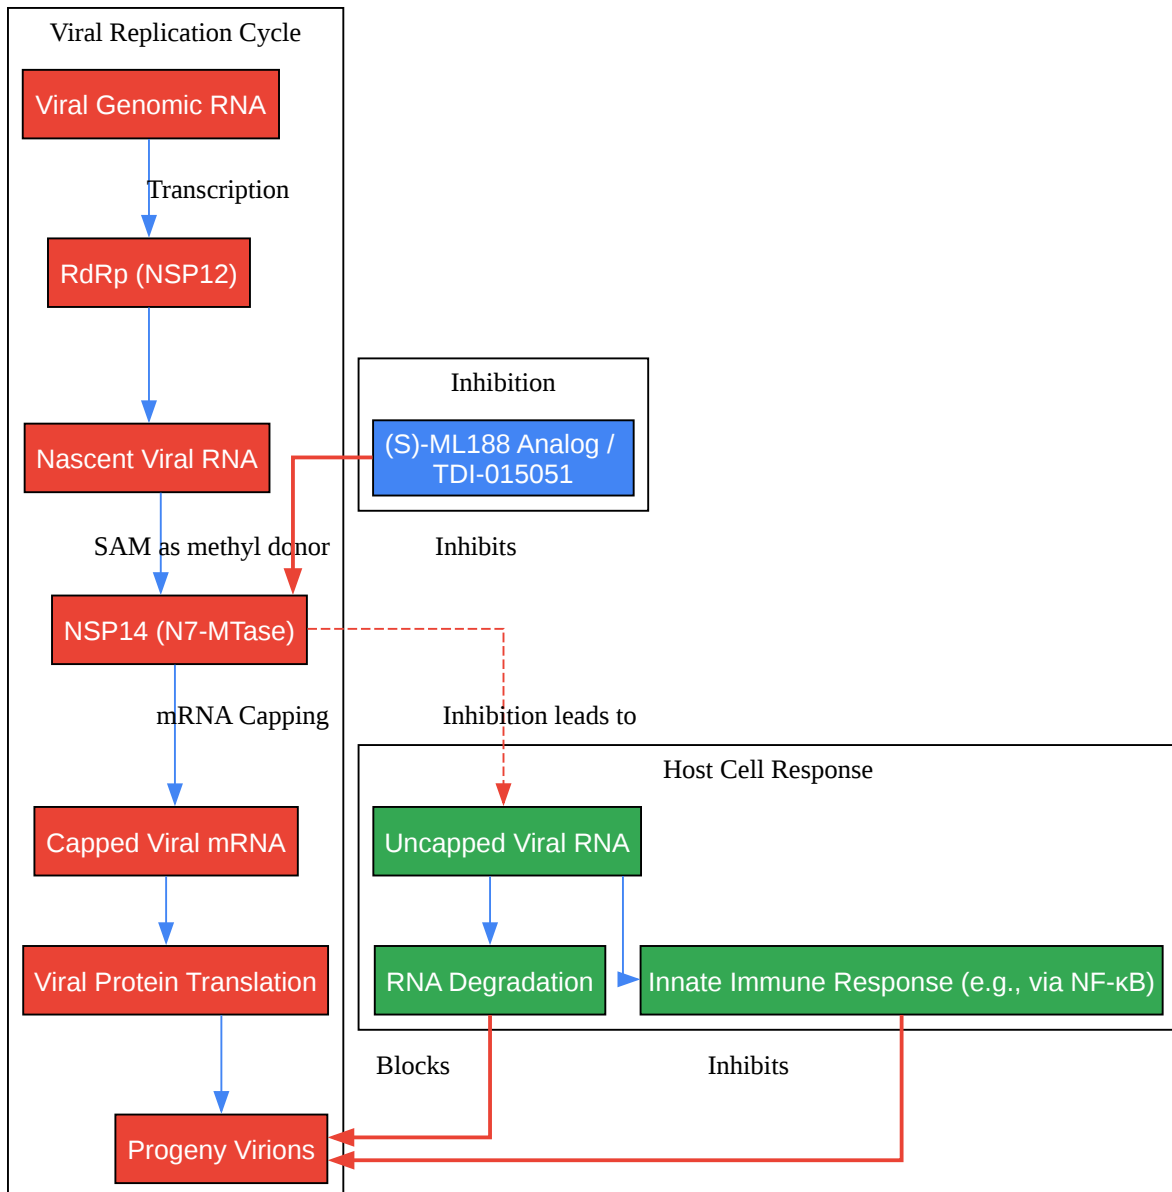 Viral Replication Cycle
Viral Genomic RNA
Transcription
RdRp (NSP12)
Nascent Viral RNA
SAM as methyl donor
NSP14 (N7-MTase)
mRNA Capping
Capped Viral mRNA
Viral Protein Translation
Progeny Virions
Inhibition
(S)-ML188 Analog /
TDI-015051
Inhibits
Inhibition leads to
Host Cell Response
Uncapped Viral RNA
RNA Degradation
Innate Immune Response (e.g., via NF-κB)
Blocks
Inhibits